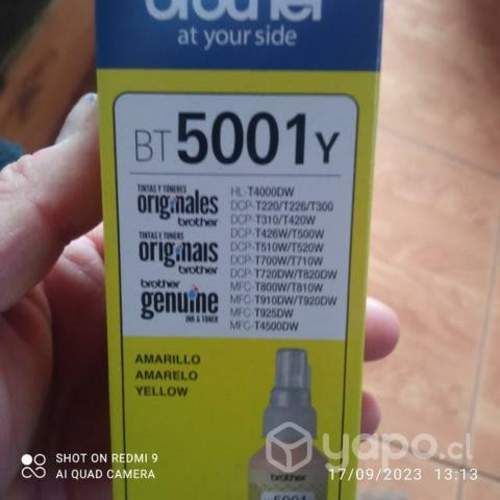 brother
at your side
BT 5001Y
TINTAS Y TÓNERES
originales
brother
TINTAS E TONERS
originais
brother
brother
genuine
INK & TONER
HL-T4000DW
DCP-T220/T226/T300
DCP-T310/T420W
DCP-T426W/T500W
DCP-T510W/T520W
DCP-T700W/T710W
DCP-T720DW/T820DW
MFC-T800W/T810W
MFC-T910DW/T920DW
MFC-T925DW
MFC-T4500DW
AMARILLO
AMARELO
YELLOW
5001
yapo.cl
SHOT ON REDMI 9
AI QUAD CAMERA
17/09/2023 13:13